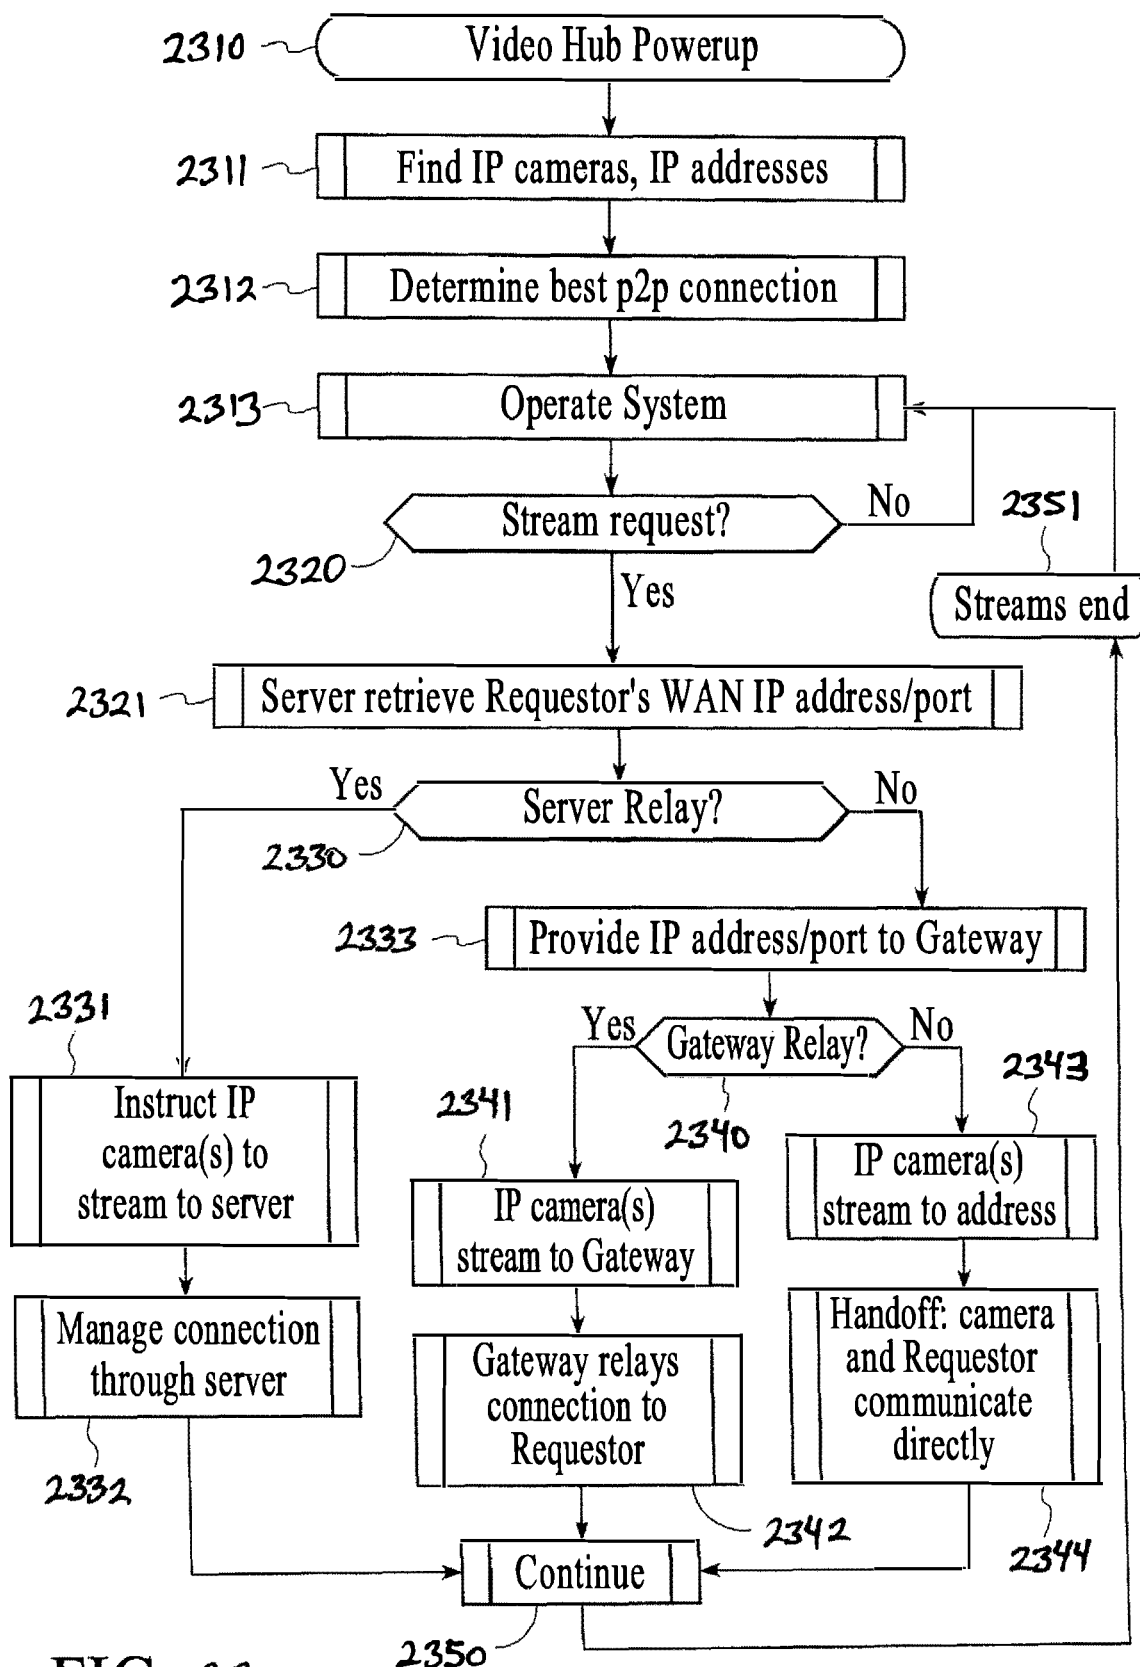 2310
Video Hub Powerup
2311
Find IP cameras, IP addresses
2312
Determine best p2p connection
2313
Operate System
Stream request?
No
2320
Yes
2351
Streams end
2321
Server retrieve Requestor's WAN IP address/port
Yes
Server Relay?
No
2330
2333
Provide IP address/port to Gateway
2331
Yes
Gateway Relay?
No
2340
Instruct IP
camera(s) to
stream to server
2341
IP camera(s)
stream to Gateway
2343
IP camera(s)
stream to address
Manage connection
through server
2332
Gateway relays
connection to
Requestor
2342
Handoff: camera
and Requestor
communicate
directly
2344
Continue
2350
FIG.